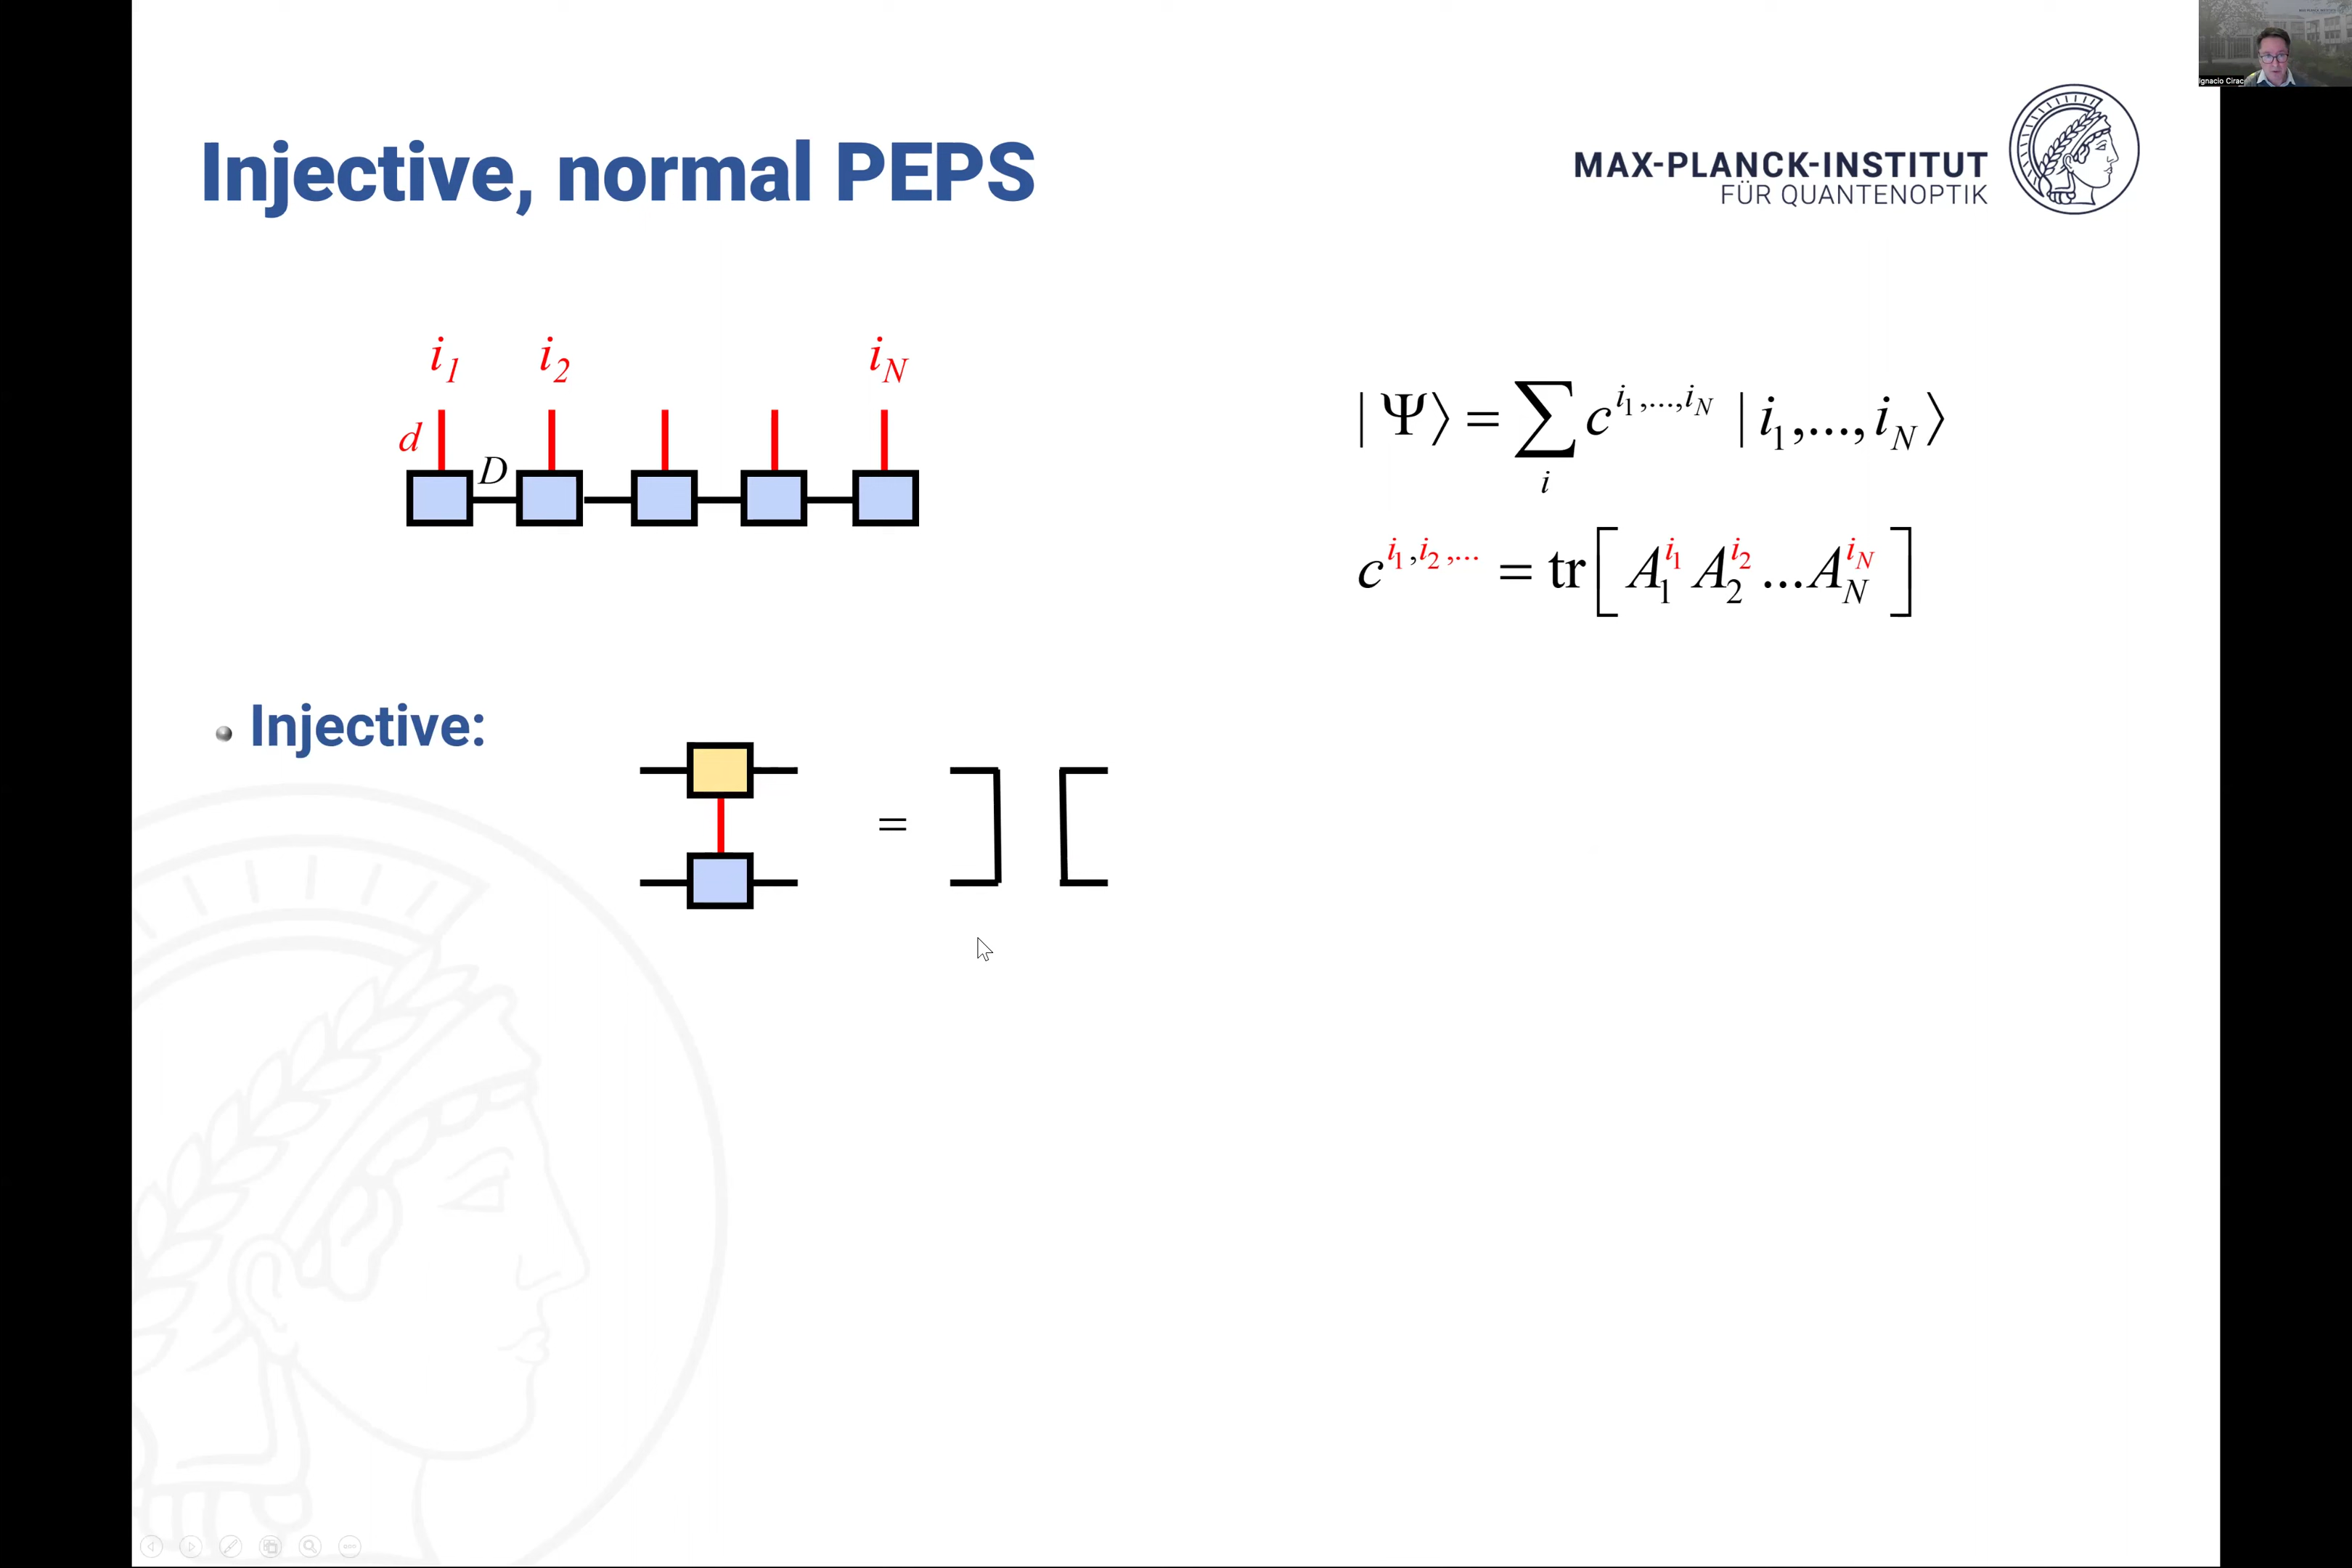 Ignacio Cirac
Injective, normal PEPS
MAX-PLANCK-INSTITUT
FÜR QUANTENOPTIK
i₁ i₂ i_N
d D
| Ψ⟩ = ∑_i c^{i₁,...,i_N} | i₁,...,i_N ⟩
c^{i₁,i₂,...} = tr[ A₁^{i₁} A₂^{i₂} ... A_N^{i_N} ]
Injective:
=